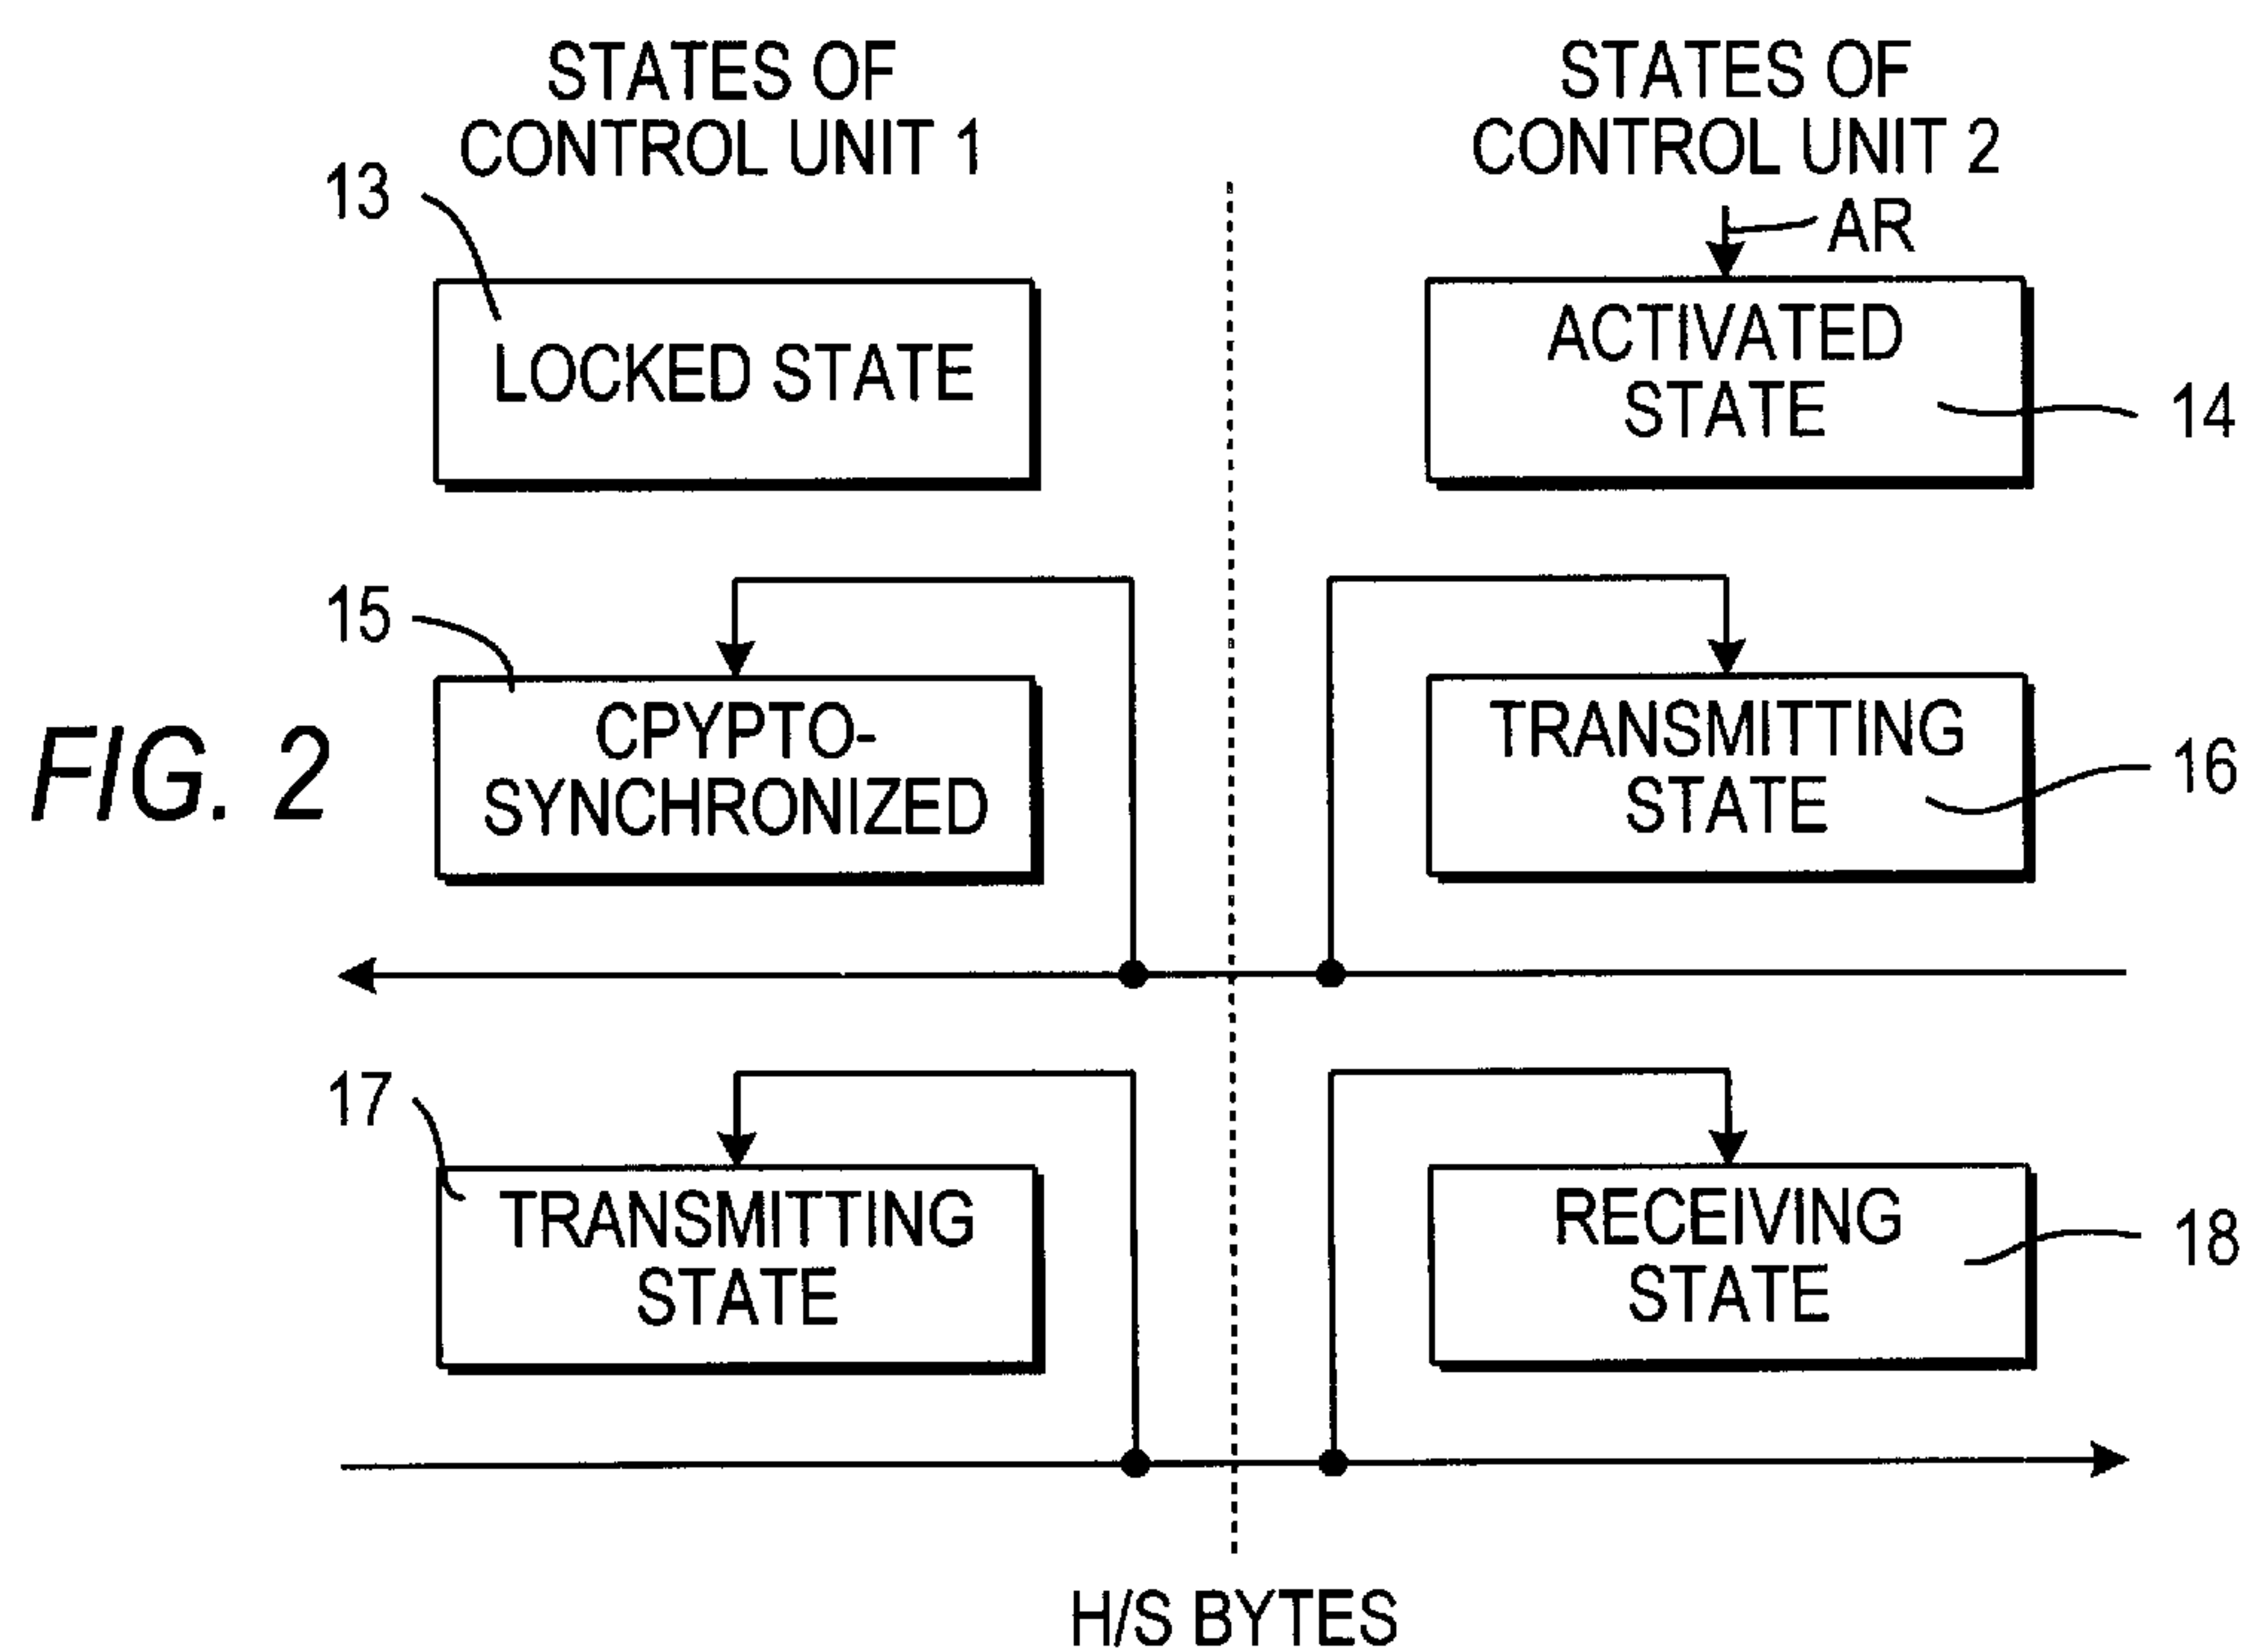 STATES OF
CONTROL UNIT 1
STATES OF
CONTROL UNIT 2
13
AR
LOCKED STATE
ACTIVATED
STATE
14
15
CPYPTO-
SYNCHRONIZED
TRANSMITTING
STATE
16
FIG. 2
17
TRANSMITTING
STATE
RECEIVING
STATE
18
H/S BYTES